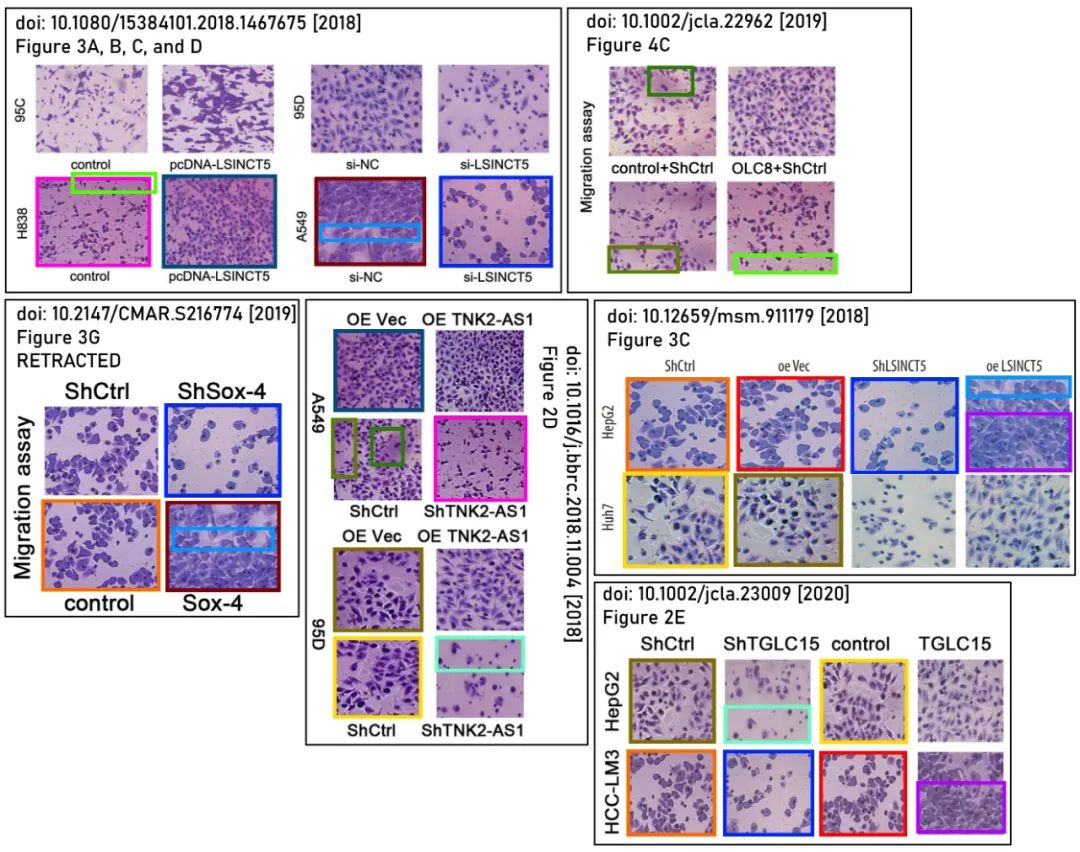 doi: 10.1080/15384101.2018.1467675 [2018]
Figure 3A, B, C, and D
95C
control
pcDNA-LSINCT5
95D
si-NC
si-LSINCT5
H838
control
pcDNA-LSINCT5
A549
si-NC
si-LSINCT5
doi: 10.1002/jcla.22962 [2019]
Figure 4C
Migration assay
control+ShCtrl
OLC8+ShCtrl
doi: 10.2147/CMAR.S216774 [2019]
Figure 3G
RETRACTED
Migration assay
ShCtrl
ShSox-4
control
Sox-4
doi: 10.1016/j.bbrc.2018.11.004 [2018]
Figure 2D
OE Vec
OE TNK2-AS1
A549
ShCtrl
ShTNK2-AS1
OE Vec
OE TNK2-AS1
95D
ShCtrl
ShTNK2-AS1
doi: 10.12659/msm.911179 [2018]
Figure 3C
ShCtrl
oe Vec
ShLSINCT5
oe LSINCT5
HepG2
Huh7
doi: 10.1002/jcla.23009 [2020]
Figure 2E
ShCtrl
ShTGLC15
control
TGLC15
HepG2
HCC-LM3